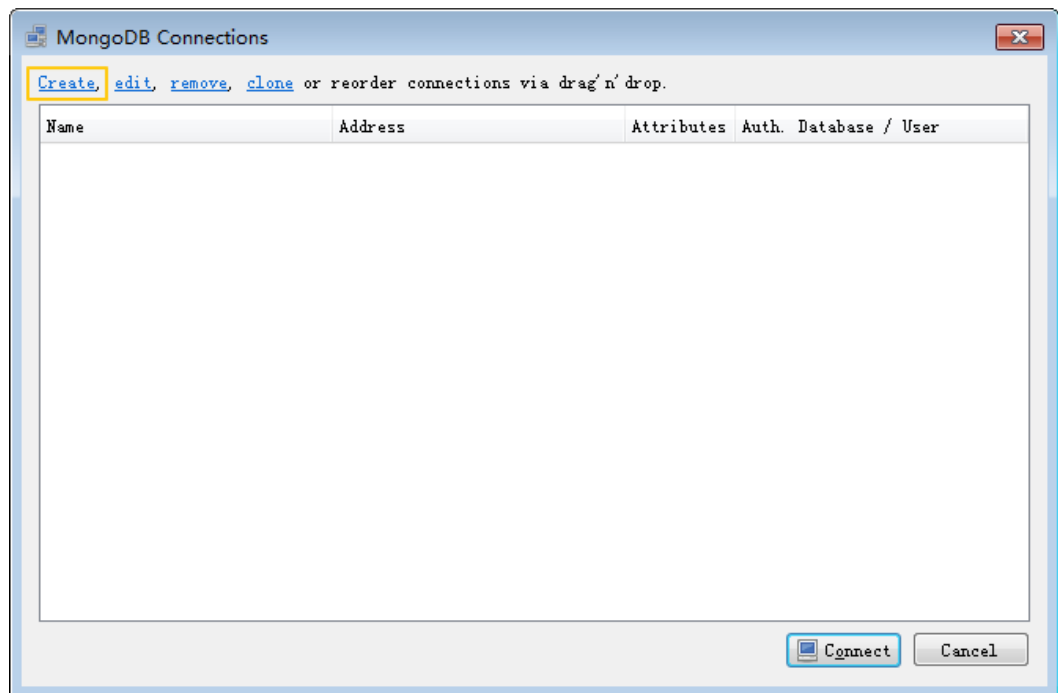 MongoDB Connections
Create, edit, remove, clone or reorder connections via drag'n'drop.
Name Address Attributes Auth. Database / User
Connect Cancel